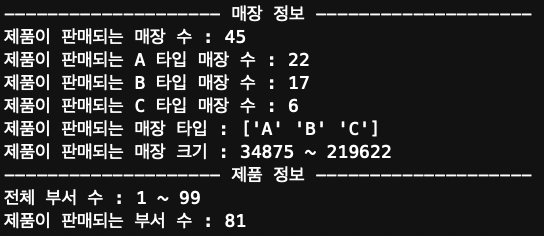 -------------------- 매장 정보 --------------------
제품이 판매되는 매장 수 : 45
제품이 판매되는 A 타입 매장 수 : 22
제품이 판매되는 B 타입 매장 수 : 17
제품이 판매되는 C 타입 매장 수 : 6
제품이 판매되는 매장 타입 : ['A' 'B' 'C']
제품이 판매되는 매장 크기 : 34875 ~ 219622
-------------------- 제품 정보 --------------------
전체 부서 수 : 1 ~ 99
제품이 판매되는 부서 수 : 81